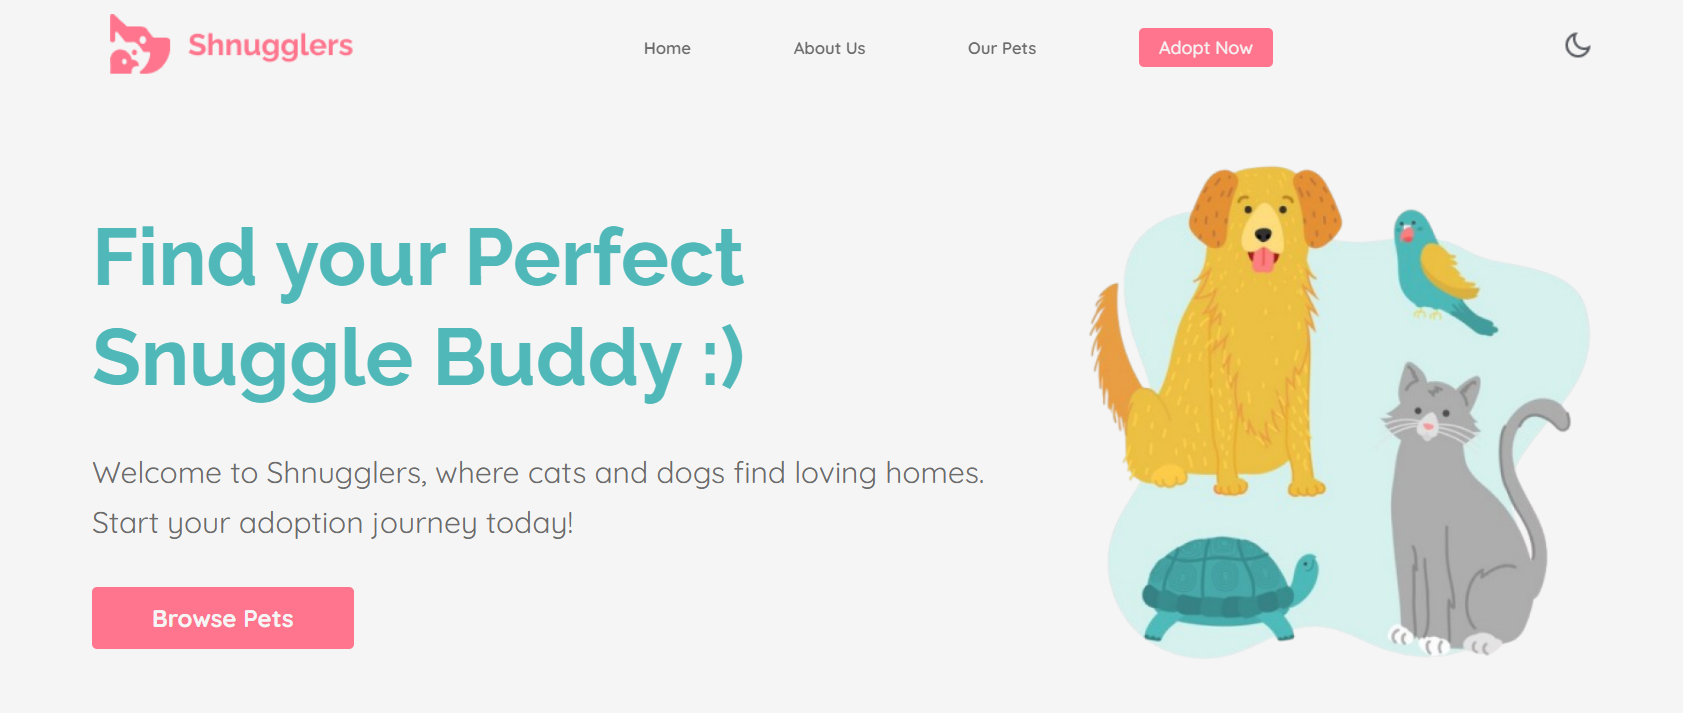 Shnugglers
Home
About Us
Our Pets
Adopt Now
Find your Perfect
Snuggle Buddy :)
Welcome to Shnugglers, where cats and dogs find loving homes.
Start your adoption journey today!
Browse Pets